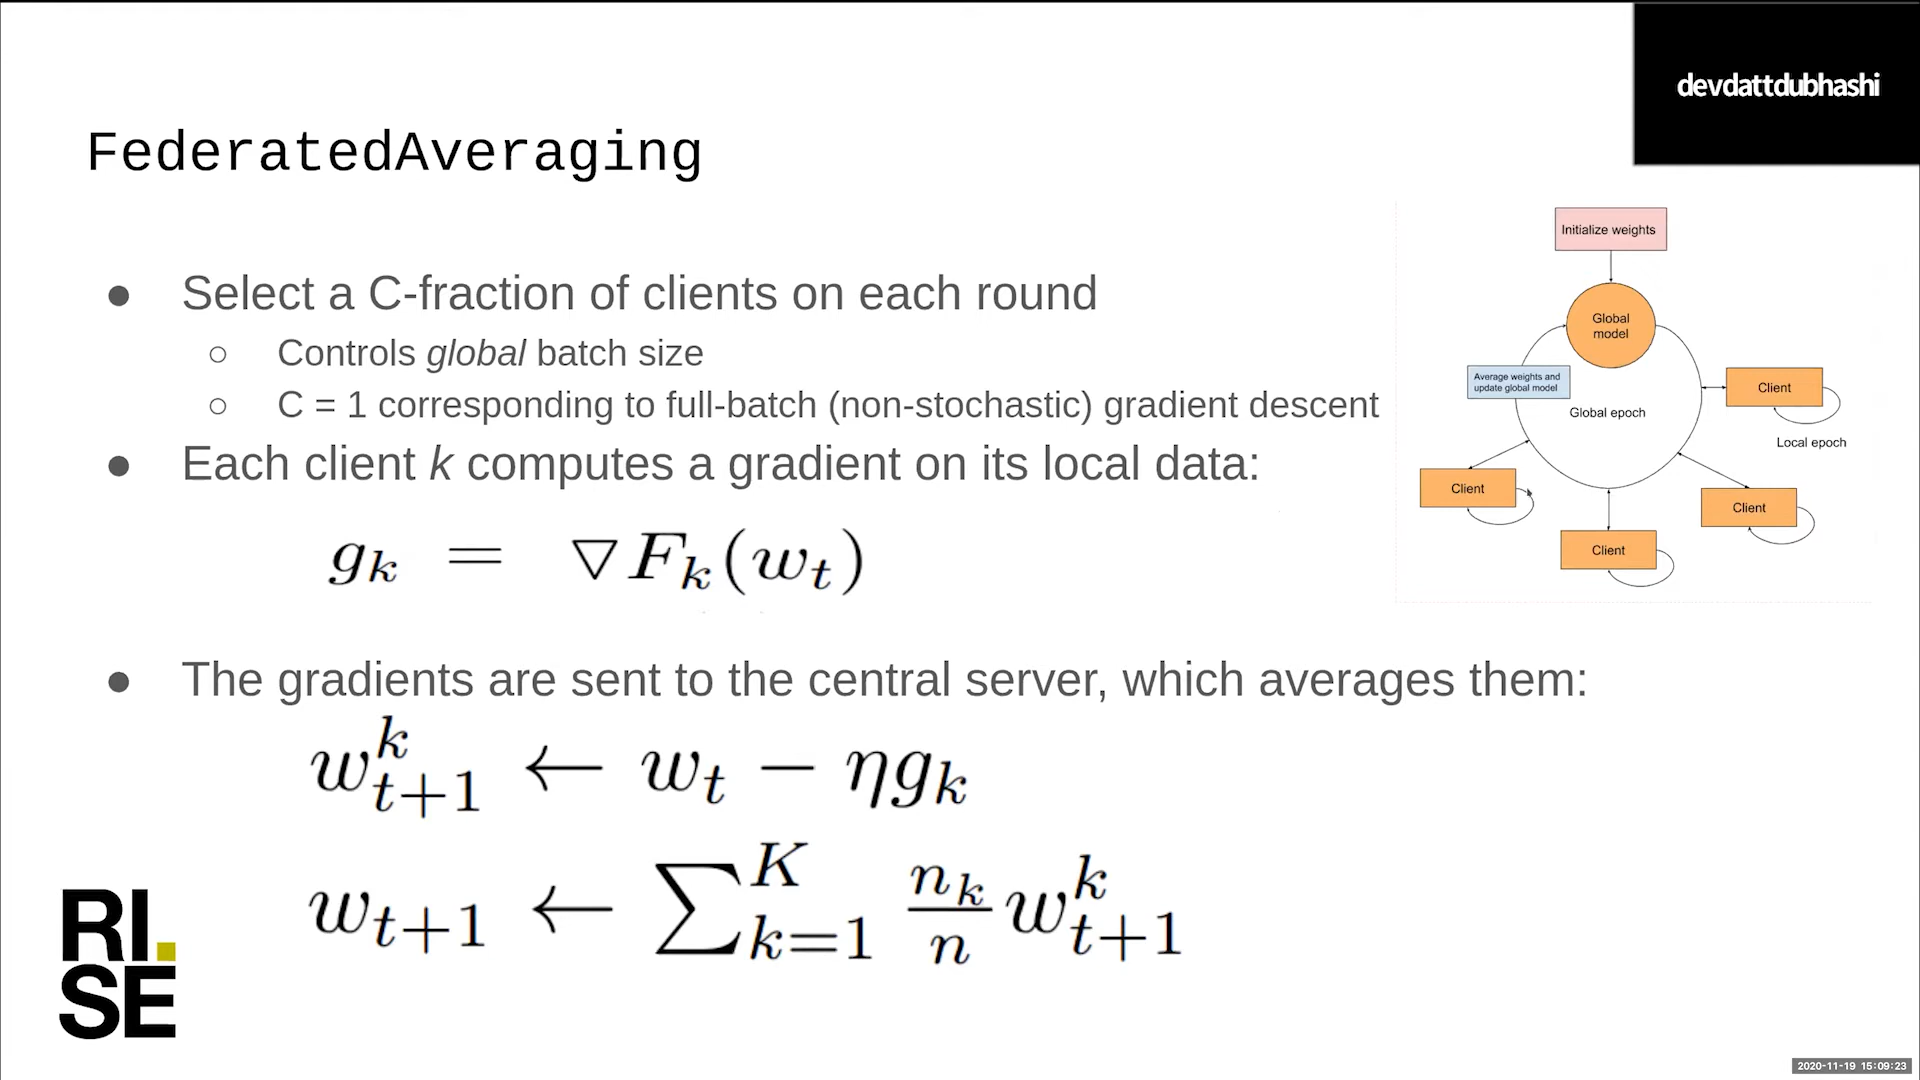 devdattdubhashi
FederatedAveraging
● Select a C-fraction of clients on each round
○ Controls global batch size
○ C = 1 corresponding to full-batch (non-stochastic) gradient descent
● Each client k computes a gradient on its local data:
g_k = ▽F_k(w_t)
● The gradients are sent to the central server, which averages them:
w_{t+1}^k ← w_t − ηg_k
w_{t+1} ← ∑_{k=1}^K \frac{n_k}{n} w_{t+1}^k
Initialize weights
Global
model
Average weights and
update global model
Global epoch
Client
Local epoch
Client
Client
Client
RI.
SE
2020-11-19 15:09:23